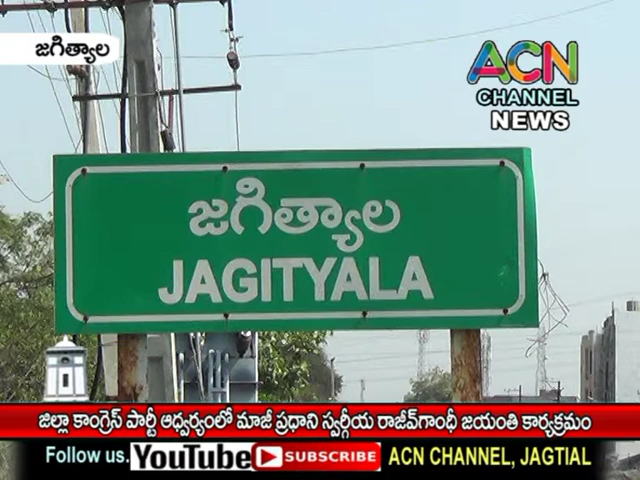 జగిత్యాల
ACN
CHANNEL
NEWS
జగిత్యాల
JAGITYALA
జిల్లా కాంగ్రెస్ పార్టీ ఆధ్వర్యంలో మాజీ ప్రధాని స్వర్గీయ రాజీవ్‌గాంధీ జయంతి కార్యక్రమం
Follow us. YouTube SUBSCRIBE ACN CHANNEL, JAGTIAL